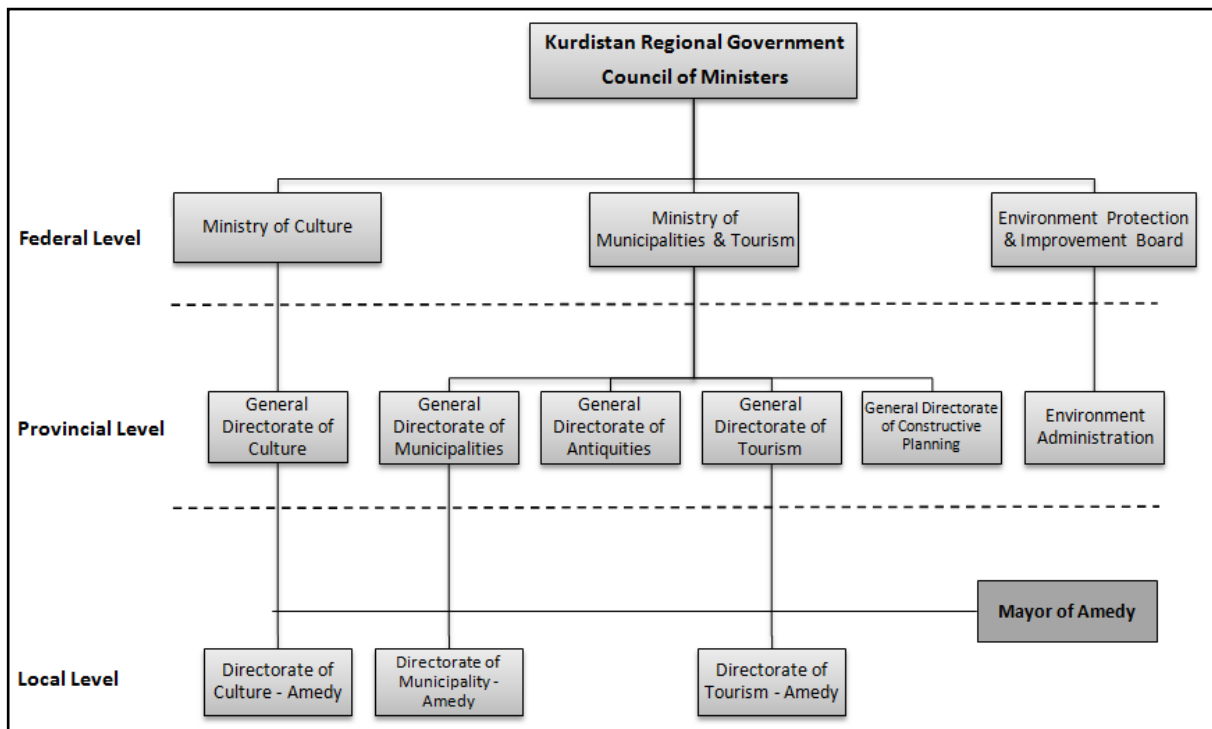 Kurdistan Regional Government
Council of Ministers
Federal Level
Ministry of Culture
Ministry of
Municipalities & Tourism
Environment Protection
& Improvement Board
Provincial Level
General
Directorate of
Culture
General
Directorate of
Municipalities
General
Directorate of
Antiquities
General
Directorate of
Tourism
General Directorate
of Constructive
Planning
Environment
Administration
Mayor of Amedy
Local Level
Directorate of
Culture - Amedy
Directorate of
Municipality -
Amedy
Directorate of
Tourism - Amedy